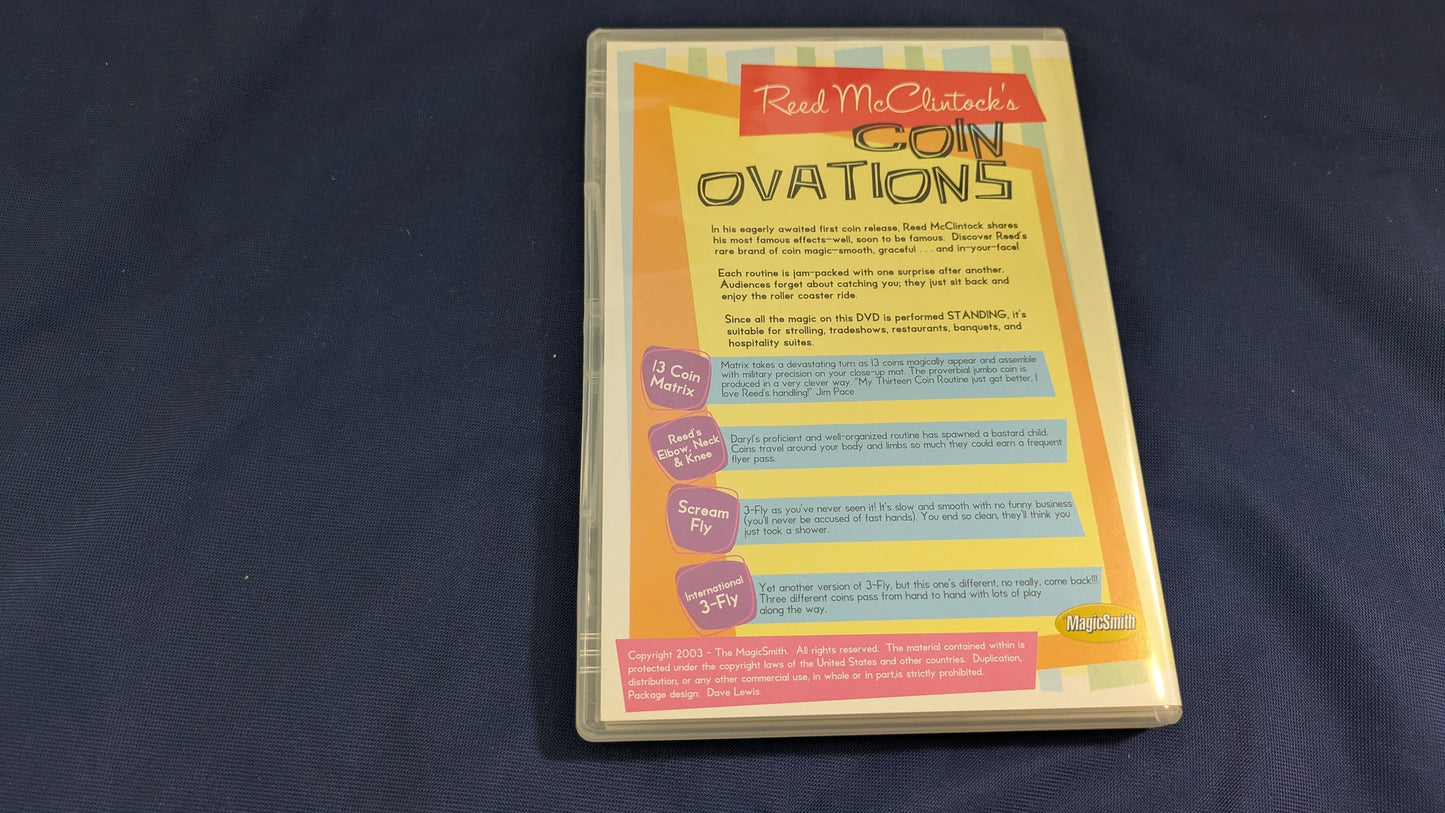 Reed McClintock's
COIN
OVATIONS
In his eagerly awaited first coin release, Reed McClintock shares
his most famous effects–well, soon to be famous. Discover Reed's
rare brand of coin magic–smooth, graceful . . . and in-your-face!
Each routine is jam-packed with one surprise after another.
Audiences forget about catching you; they just sit back and
enjoy the roller coaster ride.
Since all the magic on this DVD is performed STANDING, it's
suitable for strolling, tradeshows, restaurants, banquets, and
hospitality suites.
13 Coin
Matrix
Matrix takes a devastating turn as 13 coins magically appear and assemble
with military precision on your close-up mat. The proverbial jumbo coin is
produced in a very clever way. "My Thirteen Coin Routine just got better, I
love Reed's handling!" Jim Pace
Reed's
Elbow, Neck
& Knee
Daryl's proficient and well-organized routine has spawned a bastard child.
Coins travel around your body and limbs so much they could earn a frequent
flyer pass.
Scream
Fly
3-Fly as you've never seen it! It's slow and smooth with no funny business
(you'll never be accused of fast hands). You end so clean, they'll think you
just took a shower.
International
3-Fly
Yet another version of 3-Fly, but this one's different, no really, come back!!!
Three different coins pass from hand to hand with lots of play
along the way.
MagicSmith
Copyright 2003 - The MagicSmith. All rights reserved. The material contained within is
protected under the copyright laws of the United States and other countries. Duplication,
distribution, or any other commercial use, in whole or in part,is strictly prohibited.
Package design: Dave Lewis.